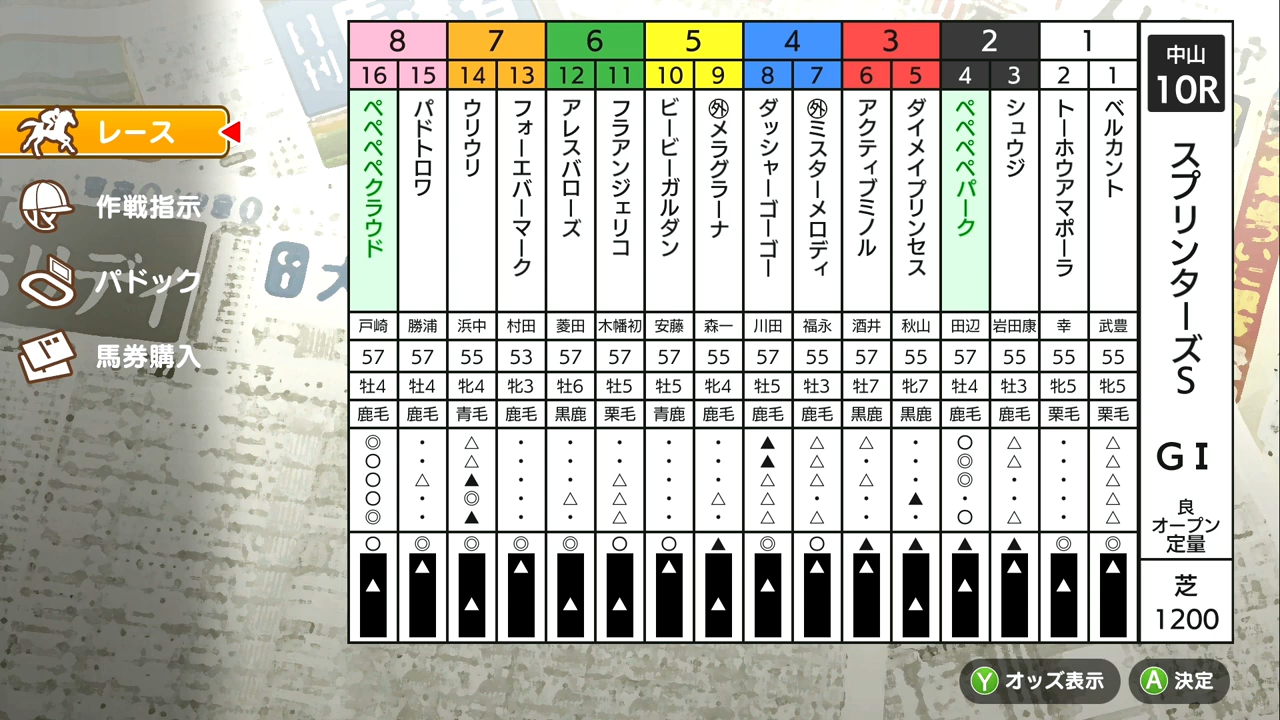 レース
作戦指示
パドック
馬券購入
中山
10R
スプリンターズS
GⅠ
良
オープン
定量
芝
1200
8 7 6 5 4 3 2 1
16 15 14 13 12 11 10 9 8 7 6 5 4 3 2 1
ペペペペクラウド
パドトロワ
ウリウリ
フォーエバーマーク
アレスバローズ
フラアンジェリコ
ビービーガルダン
㊕メラグラーナ
ダッシャーゴーゴー
㊕ミスターメロディ
アクティブミノル
ダイメイプリンセス
ペペペペパーク
シュウジ
トーホウアマポーラ
ベルカント
戸崎 勝浦 浜中 村田 菱田 木幡初 安藤 森一 川田 福永 酒井 秋山 田辺 岩田康 幸 武豊
57 57 55 53 57 57 57 55 57 55 57 55 57 55 55 55
牡4 牡4 牝4 牝3 牡6 牡5 牡5 牝4 牡5 牡3 牡7 牝7 牡4 牡3 牝5 牝5
鹿毛 鹿毛 青毛 鹿毛 黒鹿 栗毛 青鹿 鹿毛 鹿毛 鹿毛 黒鹿 黒鹿 鹿毛 鹿毛 栗毛 栗毛
◎ ・ △ ・ ・ ・ ・ ・ ▲ △ △ ・ ○ △ ・ △
○ ・ △ ・ ・ ・ ・ ・ ▲ △ ・ ・ ◎ △ ・ △
○ △ ▲ ・ ・ △ ・ ・ △ △ △ ・ ◎ ・ ・ △
○ ・ ◎ ・ △ △ ・ △ △ ・ ・ ▲ ・ ・ ・ △
◎ ・ ▲ ・ ・ △ ・ ・ △ △ ・ ・ ○ △ ・ △
○ ◎ ◎ ◎ ◎ ○ ○ ▲ ◎ ○ ▲ ▲ ▲ ▲ ◎ ◎
Y オッズ表示
A 決定